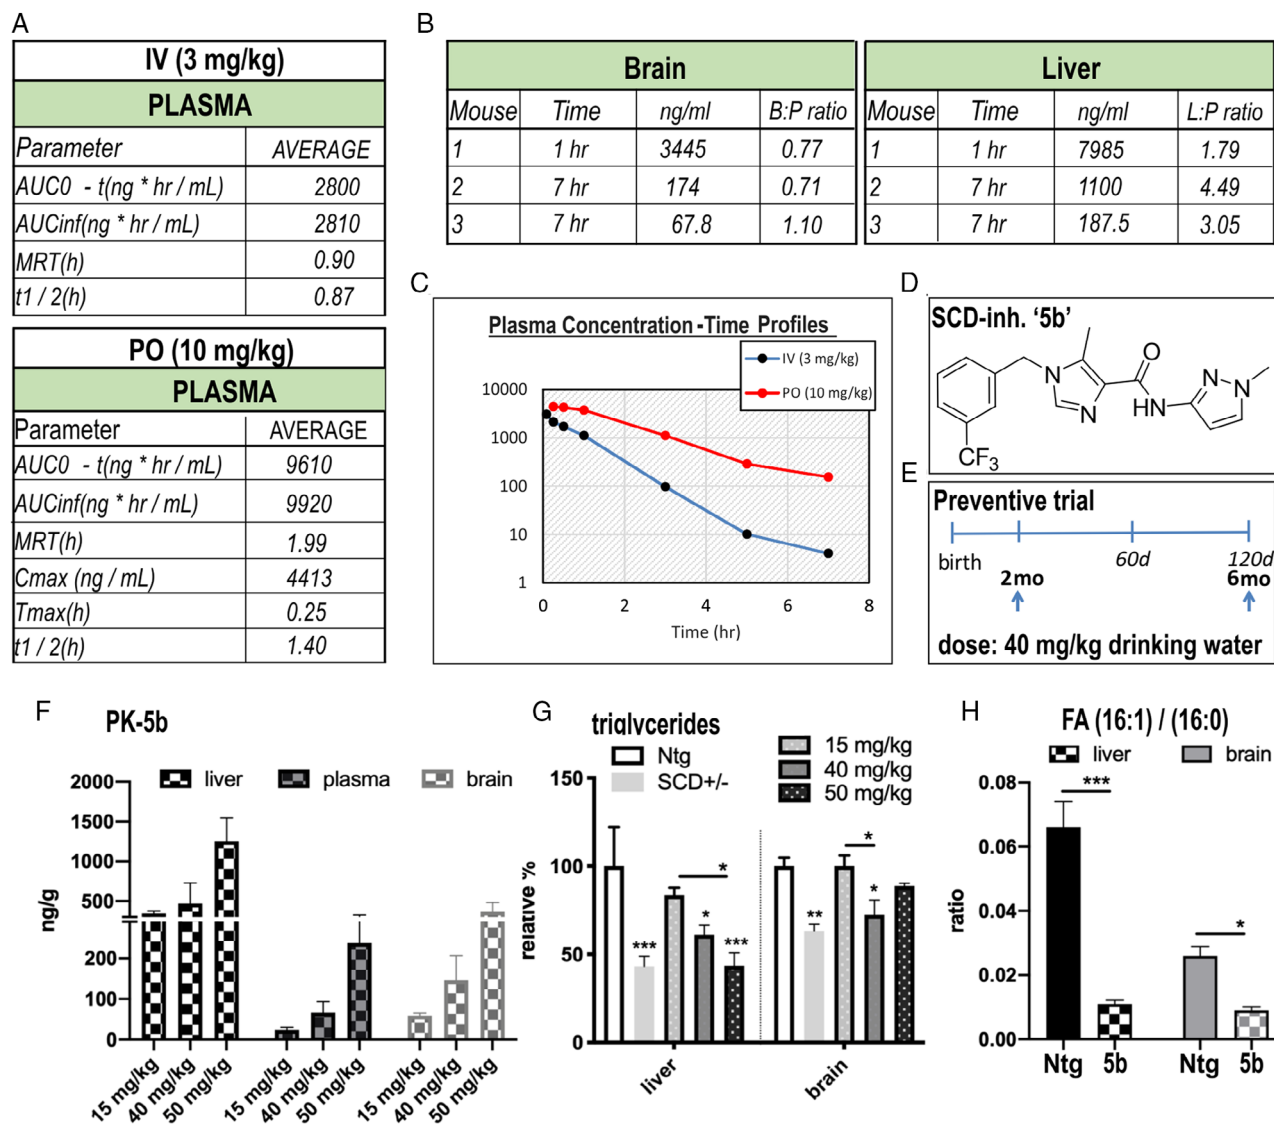 A
IV (3 mg/kg)
PLASMA
Parameter AVERAGE
AUC0 - t(ng * hr / mL) 2800
AUCinf(ng * hr / mL) 2810
MRT(h) 0.90
t1 / 2(h) 0.87
PO (10 mg/kg)
PLASMA
Parameter AVERAGE
AUC0 - t(ng * hr / mL) 9610
AUCinf(ng * hr / mL) 9920
MRT(h) 1.99
Cmax (ng / mL) 4413
Tmax(h) 0.25
t1 / 2(h) 1.40
B
Brain
Mouse Time ng/ml B:P ratio
1 1 hr 3445 0.77
2 7 hr 174 0.71
3 7 hr 67.8 1.10
Liver
Mouse Time ng/ml L:P ratio
1 1 hr 7985 1.79
2 7 hr 1100 4.49
3 7 hr 187.5 3.05
C
Plasma Concentration -Time Profiles
IV (3 mg/kg)
PO (10 mg/kg)
10000
1000
100
10
1
0 2 4 6 8
Time (hr)
D
SCD-inh. ‘5b’
O
N
N
HN
N
N
CF3
E
Preventive trial
birth 60d 120d
2mo 6mo
dose: 40 mg/kg drinking water
F
PK-5b
liver plasma brain
2000
1500
1000
500
200
100
0
ng/g
15 mg/kg 40 mg/kg 50 mg/kg 15 mg/kg 40 mg/kg 50 mg/kg 15 mg/kg 40 mg/kg 50 mg/kg
G
triglycerides
Ntg
SCD+/-
15 mg/kg
40 mg/kg
50 mg/kg
150
100
50
0
relative %
*** * *** *
** * *
liver brain
H
FA (16:1) / (16:0)
liver brain
0.08
0.06
0.04
0.02
0.00
ratio
***
*
Ntg 5b Ntg 5b